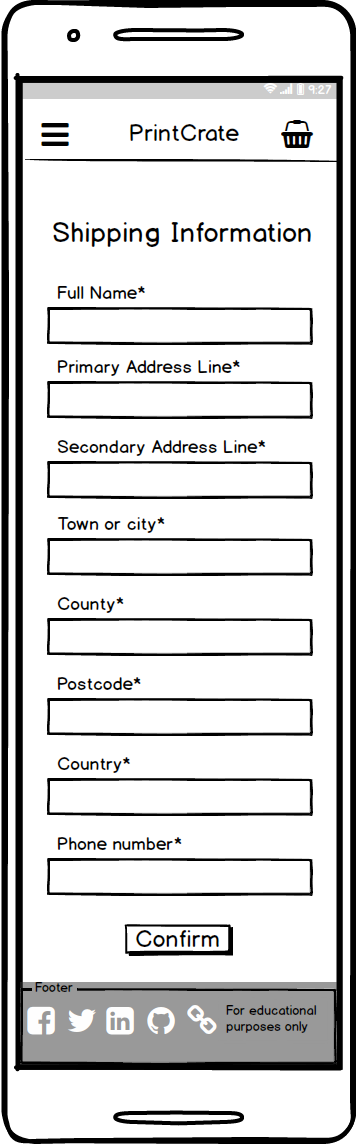 9:27
PrintCrate
Shipping Information
Full Name*
Primary Address Line*
Secondary Address Line*
Town or city*
County*
Postcode*
Country*
Phone number*
Confirm
Footer
For educational
purposes only